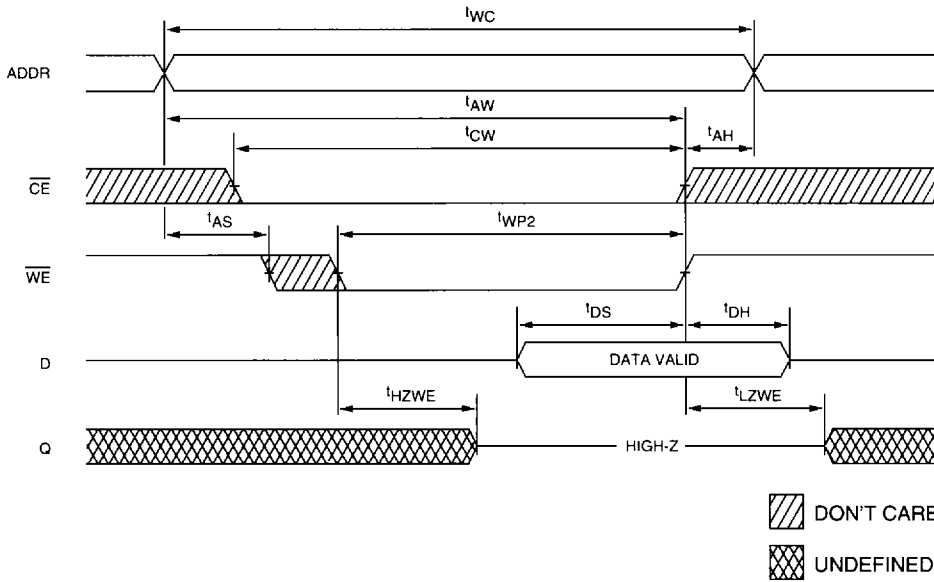 tWC
ADDR
tAW
tCW
tAH
CE
tAS
tWP2
WE
tDS
tDH
D
DATA VALID
tHZWE
tLZWE
Q
HIGH-Z
DON'T CARE
UNDEFINED